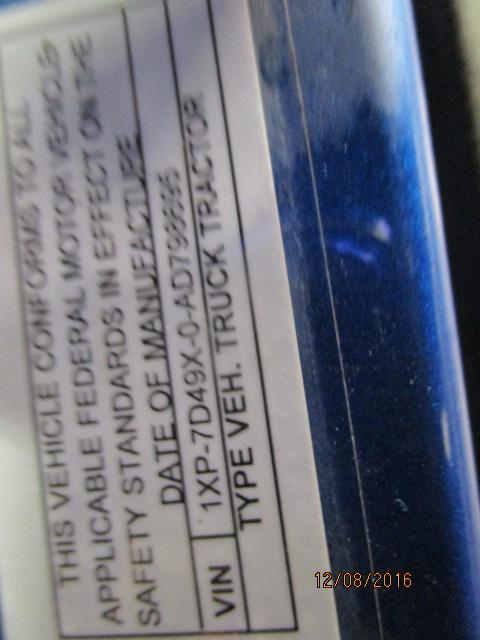 THIS VEHICLE CONFORMS TO ALL
APPLICABLE FEDERAL MOTOR VEHICLE
SAFETY STANDARDS IN EFFECT ON THE
DATE OF MANUFACTURE
VIN 1XP-7D49X-0-AD798695
TYPE VEH. TRUCK TRACTOR
12/08/2016